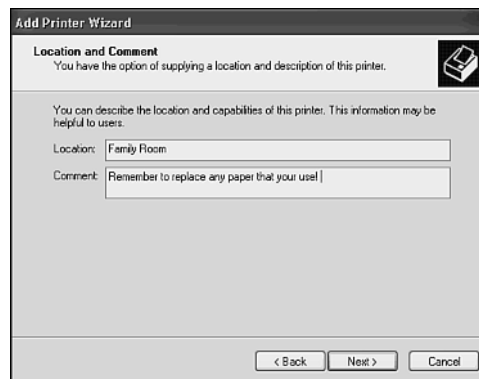 Add Printer Wizard
Location and Comment
You have the option of supplying a location and description of this printer.
You can describe the location and capabilities of this printer. This information may be
helpful to users.
Location: Family Room
Comment: Remember to replace any paper that your use!
< Back Next > Cancel